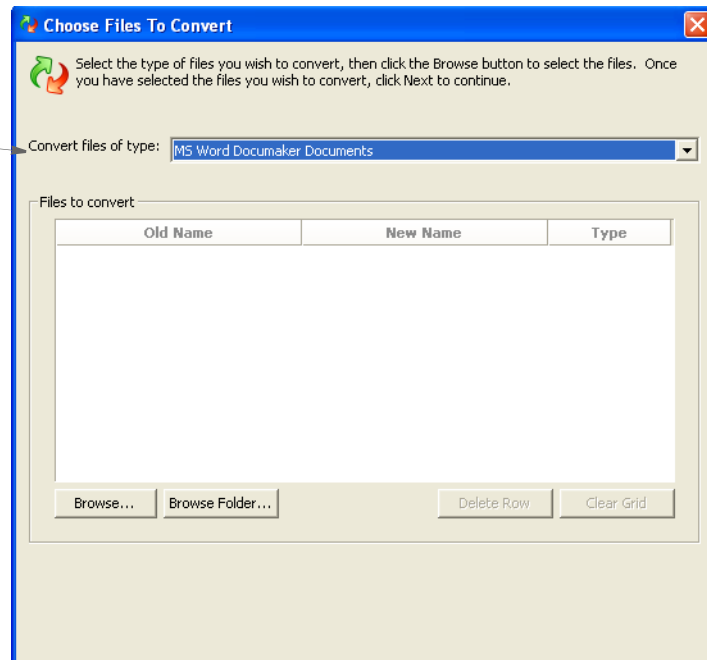 Choose Files To Convert
Select the type of files you wish to convert, then click the Browse button to select the files.  Once
you have selected the files you wish to convert, click Next to continue.
Convert files of type: MS Word Documaker Documents
Files to convert
Old Name New Name Type
Browse... Browse Folder... Delete Row Clear Grid